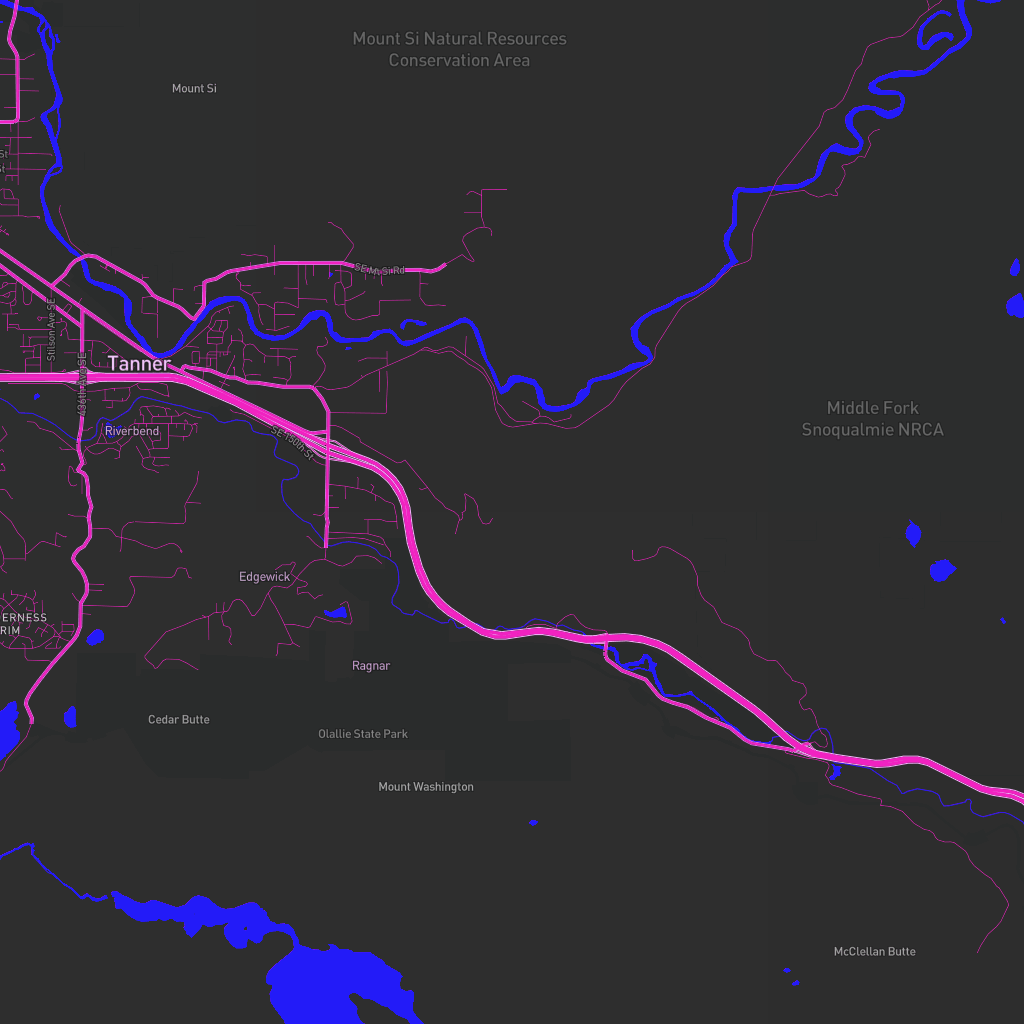 Mount Si Natural Resources
Conservation Area
Mount Si
St
St
SE Mt Si Rd
Stilson Ave SE
Tanner
436th Ave SE
Middle Fork
Snoqualmie NRCA
Riverbend
SE 150th St
Edgewick
ERNESS
RIM
Ragnar
Cedar Butte
Olallie State Park
Mount Washington
McClellan Butte